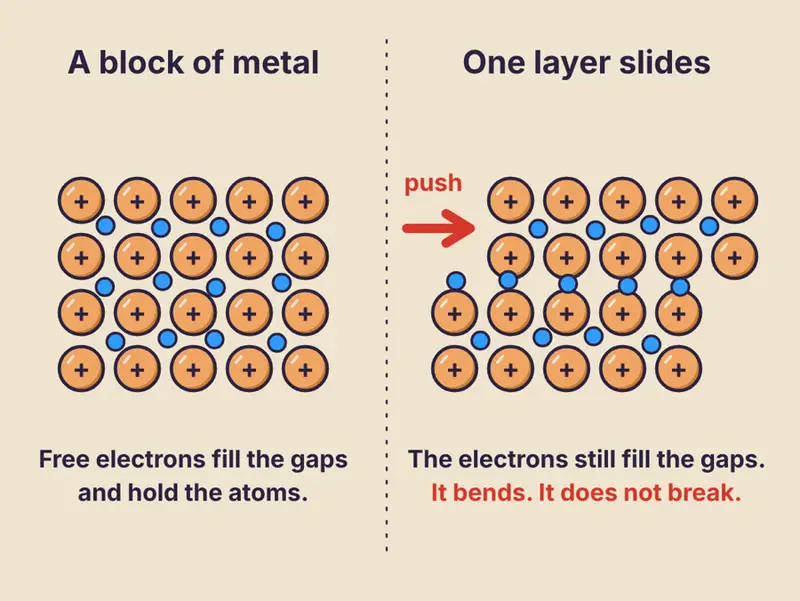 A block of metal
One layer slides
push
+ + + + +
+ + + + +
+ + + + +
+ + + + +
+ + + + +
+ + + + +
+ + + + +
+ + + + +
Free electrons fill the gaps
and hold the atoms.
The electrons still fill the gaps.
It bends. It does not break.